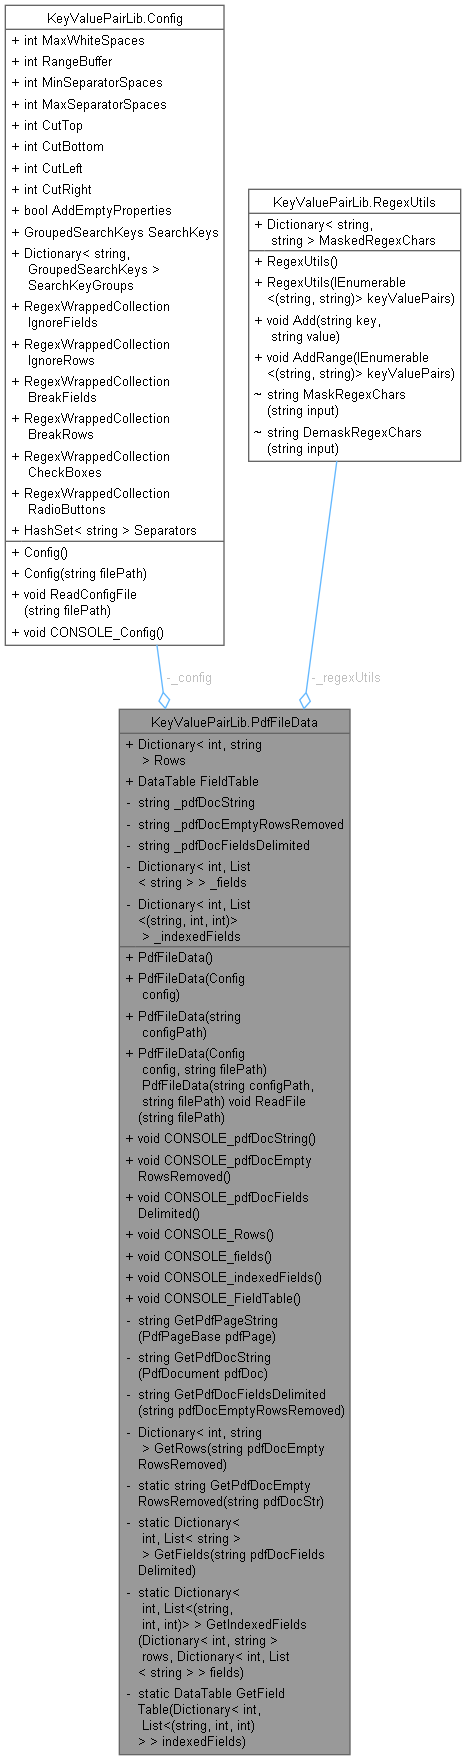 KeyValuePairLib.Config
+ int MaxWhiteSpaces
+ int RangeBuffer
+ int MinSeparatorSpaces
+ int MaxSeparatorSpaces
+ int CutTop
+ int CutBottom
+ int CutLeft
+ int CutRight
+ bool AddEmptyProperties
+ GroupedSearchKeys SearchKeys
+ Dictionary< string,
GroupedSearchKeys >
SearchKeyGroups
+ RegexWrappedCollection
IgnoreFields
+ RegexWrappedCollection
IgnoreRows
+ RegexWrappedCollection
BreakFields
+ RegexWrappedCollection
BreakRows
+ RegexWrappedCollection
CheckBoxes
+ RegexWrappedCollection
RadioButtons
+ HashSet< string > Separators
+ Config()
+ Config(string filePath)
+ void ReadConfigFile
(string filePath)
+ void CONSOLE_Config()
KeyValuePairLib.RegexUtils
+ Dictionary< string,
string > MaskedRegexChars
+ RegexUtils()
+ RegexUtils(IEnumerable
<(string, string)> keyValuePairs)
+ void Add(string key,
string value)
+ void AddRange(IEnumerable
<(string, string)> keyValuePairs)
~ string MaskRegexChars
(string input)
~ string DemaskRegexChars
(string input)
-_config
-_regexUtils
KeyValuePairLib.PdfFileData
+ Dictionary< int, string
> Rows
+ DataTable FieldTable
- string _pdfDocString
- string _pdfDocEmptyRowsRemoved
- string _pdfDocFieldsDelimited
- Dictionary< int, List
< string > > _fields
- Dictionary< int, List
<(string, int, int)>
> _indexedFields
+ PdfFileData()
+ PdfFileData(Config
config)
+ PdfFileData(string
configPath)
+ PdfFileData(Config
config, string filePath)
PdfFileData(string configPath,
string filePath) void ReadFile
(string filePath)
+ void CONSOLE_pdfDocString()
+ void CONSOLE_pdfDocEmpty
RowsRemoved()
+ void CONSOLE_pdfDocFields
Delimited()
+ void CONSOLE_Rows()
+ void CONSOLE_fields()
+ void CONSOLE_indexedFields()
+ void CONSOLE_FieldTable()
- string GetPdfPageString
(PdfPageBase pdfPage)
- string GetPdfDocString
(PdfDocument pdfDoc)
- string GetPdfDocFieldsDelimited
(string pdfDocEmptyRowsRemoved)
- Dictionary< int, string
> GetRows(string pdfDocEmpty
RowsRemoved)
- static string GetPdfDocEmpty
RowsRemoved(string pdfDocStr)
- static Dictionary<
int, List< string >
> GetFields(string pdfDocFields
Delimited)
- static Dictionary<
int, List<(string,
int, int)> > GetIndexedFields
(Dictionary< int, string >
rows, Dictionary< int, List
< string > > fields)
- static DataTable GetField
Table(Dictionary< int,
List<(string, int, int)
> > indexedFields)